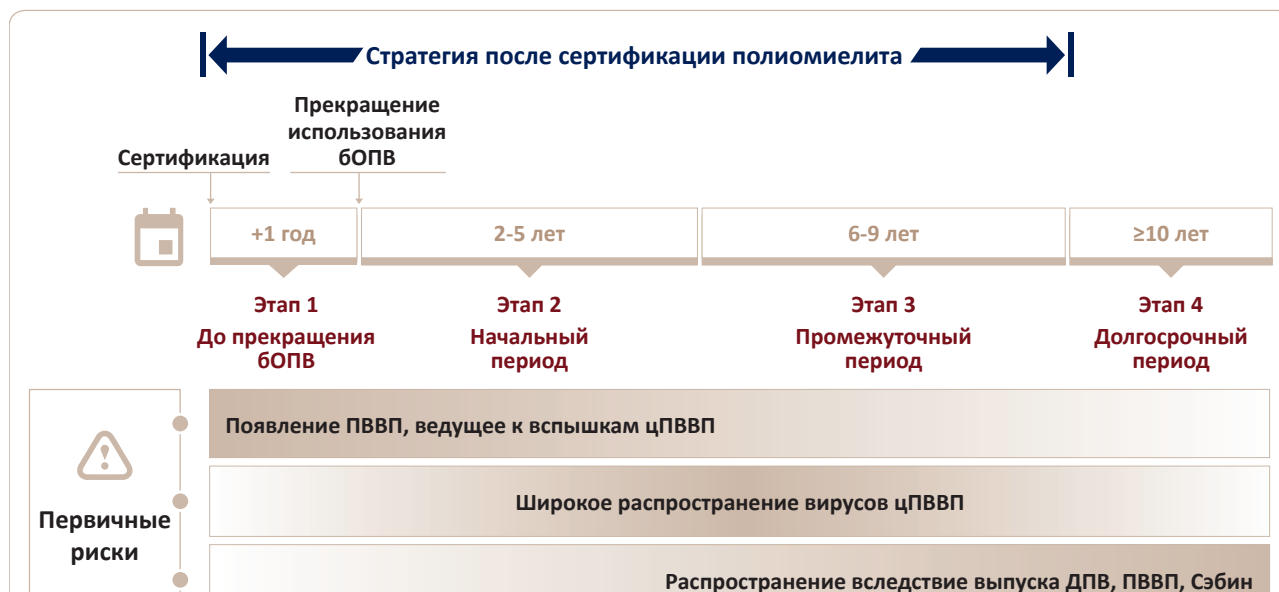 Стратегия после сертификации полиомиелита
Прекращение
использования
бОПВ
Сертификация
+1 год
2-5 лет
6-9 лет
≥10 лет
Этап 1
До прекращения
бОПВ
Этап 2
Начальный
период
Этап 3
Промежуточный
период
Этап 4
Долгосрочный
период
Первичные
риски
Появление ПВВП, ведущее к вспышкам цПВВП
Широкое распространение вирусов цПВВП
Распространение вследствие выпуска ДПВ, ПВВП, Сэбин